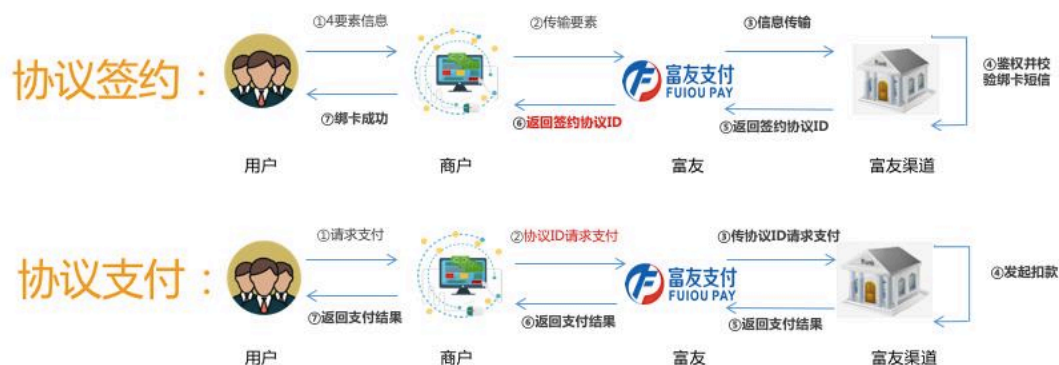 ①4要素信息
②传输要素
③信息传输
协议签约：
富友支付
FUIOU PAY
④鉴权并校
验绑卡短信
⑦绑卡成功
⑥返回签约协议ID
⑤返回签约协议ID
用户
商户
富友
富友渠道
①请求支付
②协议ID请求支付
③传协议ID请求支付
协议支付：
富友支付
FUIOU PAY
④发起扣款
⑦返回支付结果
⑥返回支付结果
⑤返回支付结果
用户
商户
富友
富友渠道